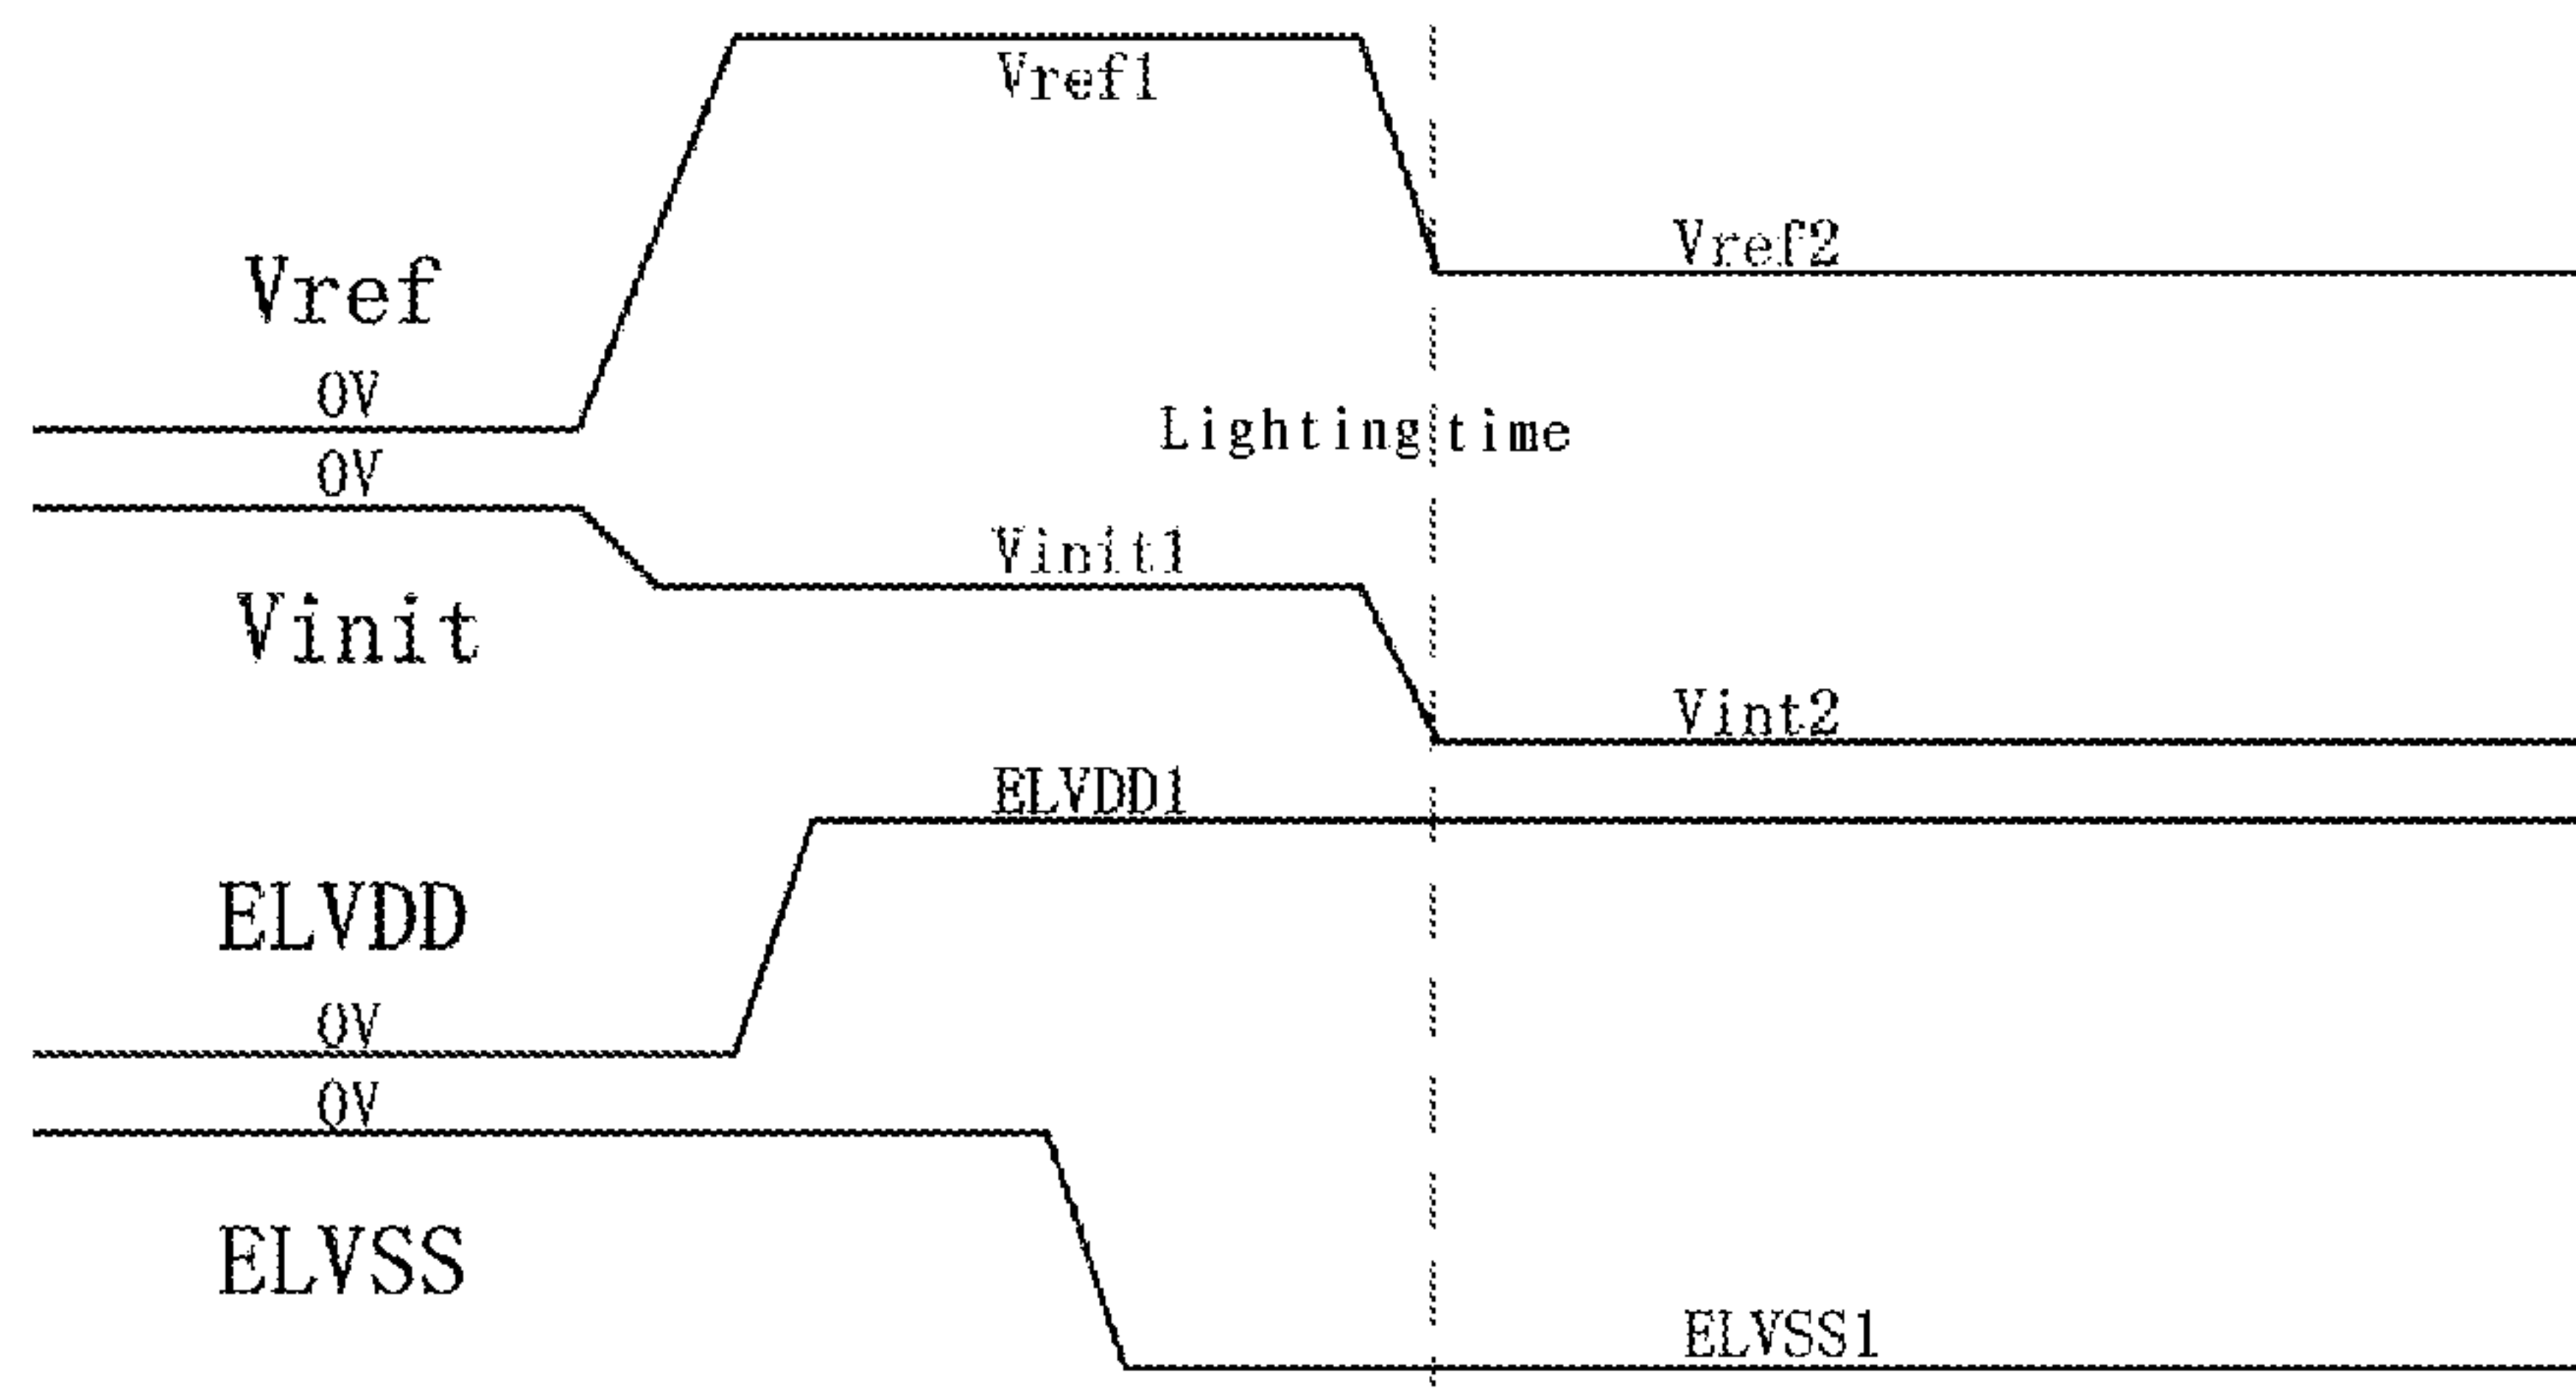 Vref1
Vref2
Vref
0V
Lighting time
0V
Vinit1
Vinit
Vint2
ELVDD1
ELVDD
0V
0V
ELVSS
ELVSS1